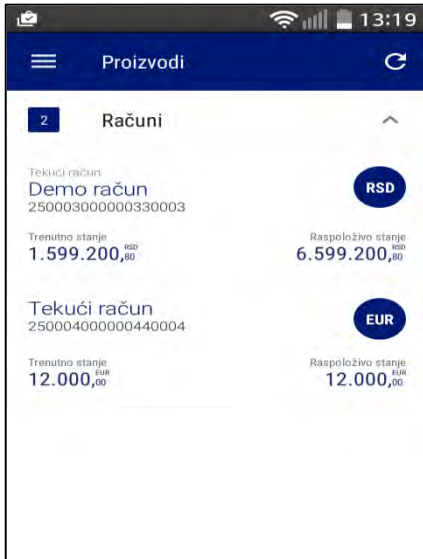 13:19
Proizvodi
2 Računi
Tekući račun
Demo račun
RSD
250003000000330003
Trenutno stanje Raspoloživo stanje
1.599.200,80 RSD 6.599.200,80 RSD
Tekući račun
EUR
250004000000440004
Trenutno stanje Raspoloživo stanje
12.000,00 EUR 12.000,00 EUR